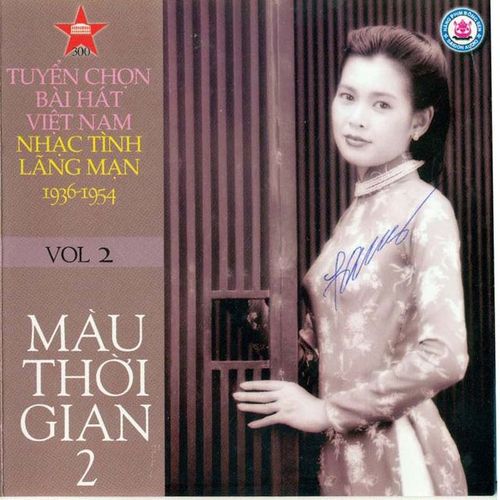 300
TUYỂN CHỌN
BÀI HÁT
VIỆT NAM
NHẠC TÌNH
LÃNG MẠN
1936-1954
VOL 2
MÀU
THỜI
GIAN
2